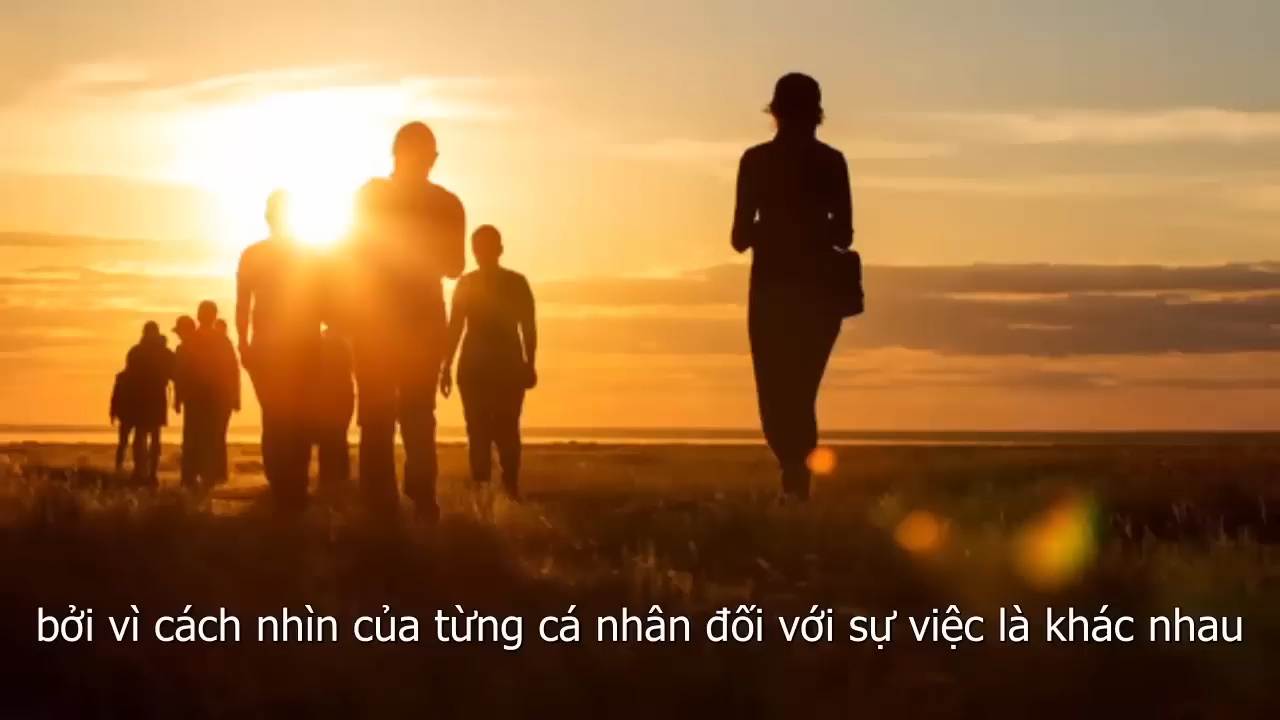 bởi vì cách nhìn của từng cá nhân đối với sự việc là khác nhau